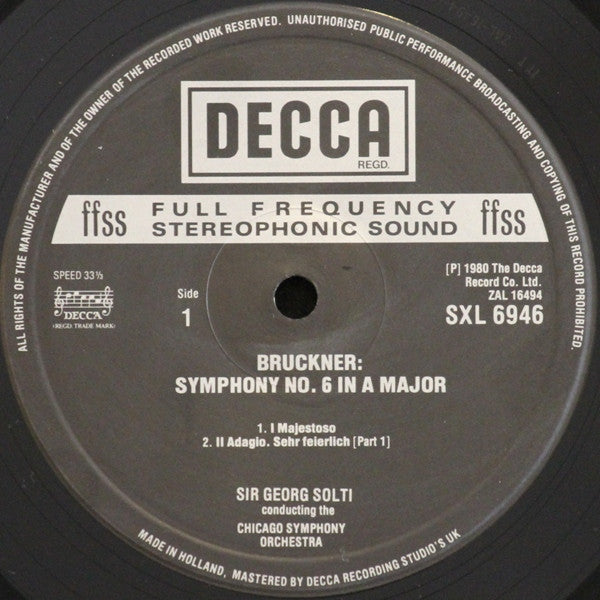 ALL RIGHTS OF THE MANUFACTURER AND OF THE OWNER OF THE RECORDED WORK RESERVED. UNAUTHORISED PUBLIC PERFORMANCE BROADCASTING AND COPYING OF THIS RECORD PROHIBITED.
DECCA
REGD.
ffss FULL FREQUENCY ffss
STEREOPHONIC SOUND
SPEED 33⅓
DECCA
(REGD. TRADE MARK)
Side
1
[P] 1980 The Decca
Record Co. Ltd.
ZAL 16494
SXL 6946
BRUCKNER:
SYMPHONY NO. 6 IN A MAJOR
1. I Majestoso
2. II Adagio. Sehr feierlich [Part 1]
SIR GEORG SOLTI
conducting the
CHICAGO SYMPHONY
ORCHESTRA
MADE IN HOLLAND, MASTERED BY DECCA RECORDING STUDIO'S UK